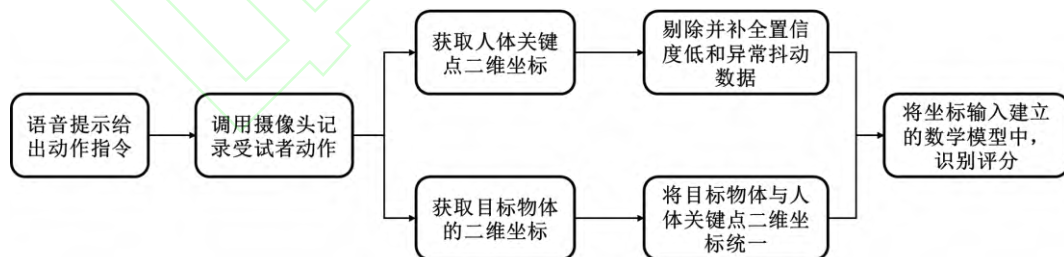 语音提示给
出动作指令
调用摄像头记
录受试者动作
获取人体关键
点二维坐标
剔除并补全置信
度低和异常抖动
数据
获取目标物体
的二维坐标
将目标物体与人
体关键点二维坐
标统一
将坐标输入建立
的数学模型中,
识别评分